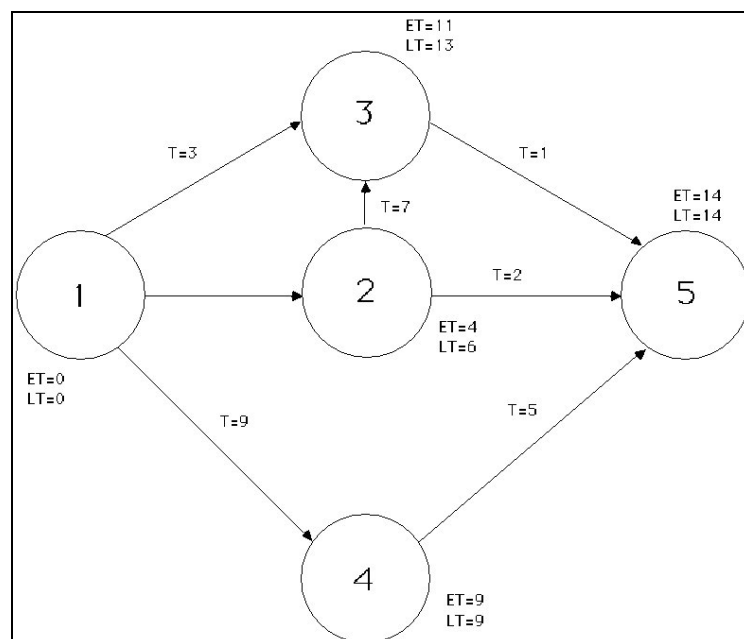 ET=11
LT=13
3
T=3
T=1
T=7
ET=14
LT=14
1
2
T=2
5
ET=4
LT=6
ET=0
LT=0
T=9
T=5
4
ET=9
LT=9